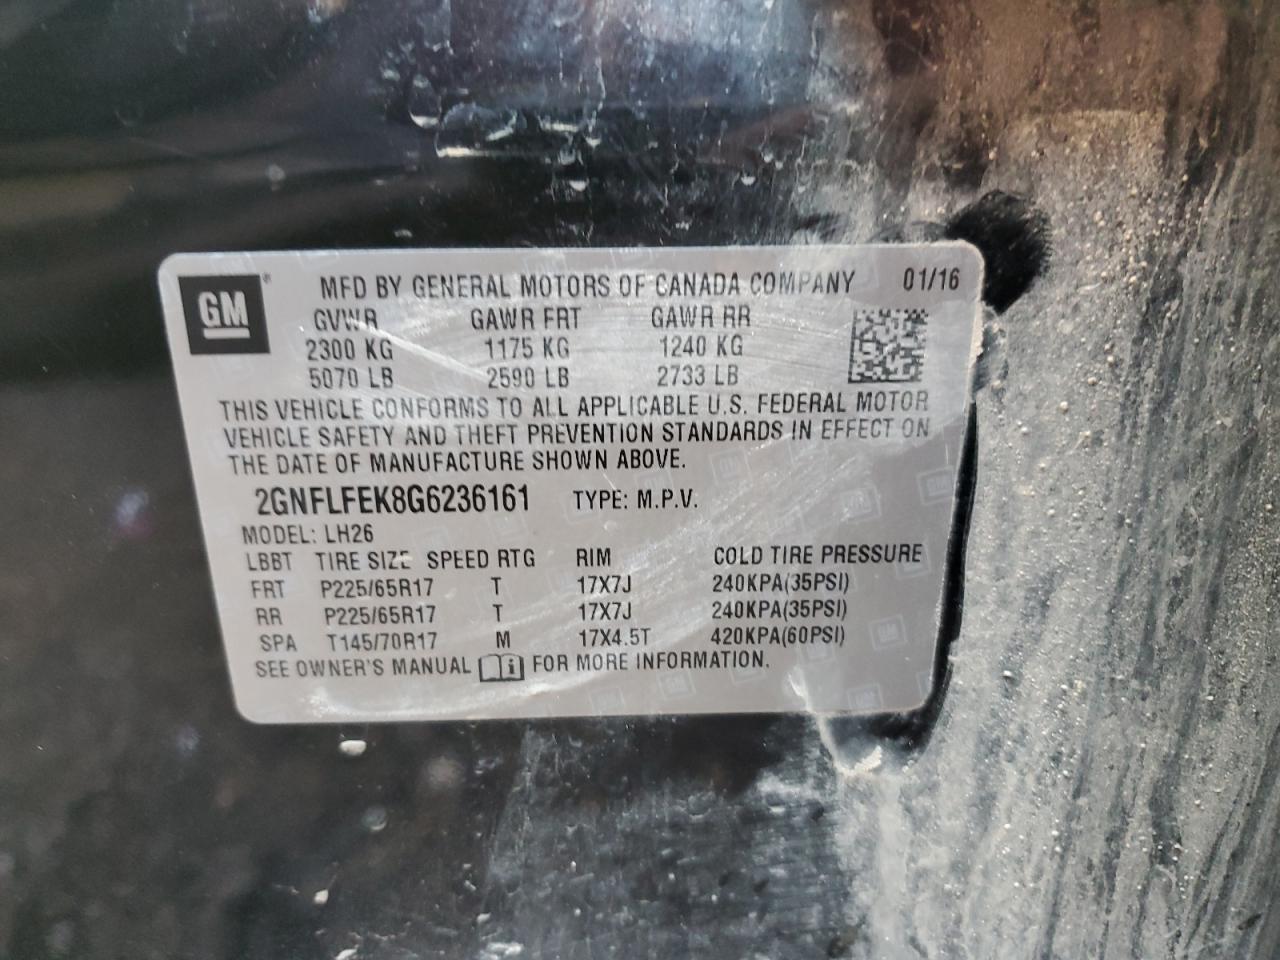 GM ® MFD BY GENERAL MOTORS OF CANADA COMPANY 01/16
GVWR GAWR FRT GAWR RR
2300 KG 1175 KG 1240 KG
5070 LB 2590 LB 2733 LB
THIS VEHICLE CONFORMS TO ALL APPLICABLE U.S. FEDERAL MOTOR
VEHICLE SAFETY AND THEFT PREVENTION STANDARDS IN EFFECT ON
THE DATE OF MANUFACTURE SHOWN ABOVE.
2GNFLFEK8G6236161 TYPE: M.P.V.
MODEL: LH26
LBBT TIRE SIZE SPEED RTG RIM COLD TIRE PRESSURE
FRT P225/65R17 T 17X7J 240KPA(35PSI)
RR P225/65R17 T 17X7J 240KPA(35PSI)
SPA T145/70R17 M 17X4.5T 420KPA(60PSI)
SEE OWNER'S MANUAL i FOR MORE INFORMATION.